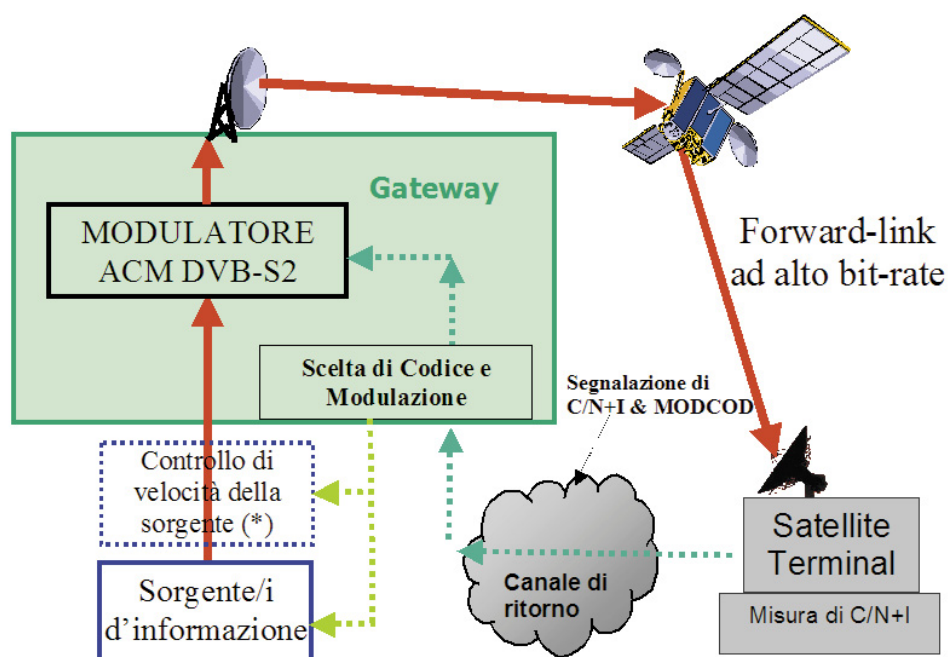 Gateway
MODULATORE
ACM DVB-S2
Forward-link
ad alto bit-rate
Scelta di Codice e
Modulazione
Segnalazione di
C/N+I & MODCOD
Controllo di
velocità della
sorgente (*)
Satellite
Terminal
Canale di
ritorno
Sorgente/i
d’informazione
Misura di C/N+I